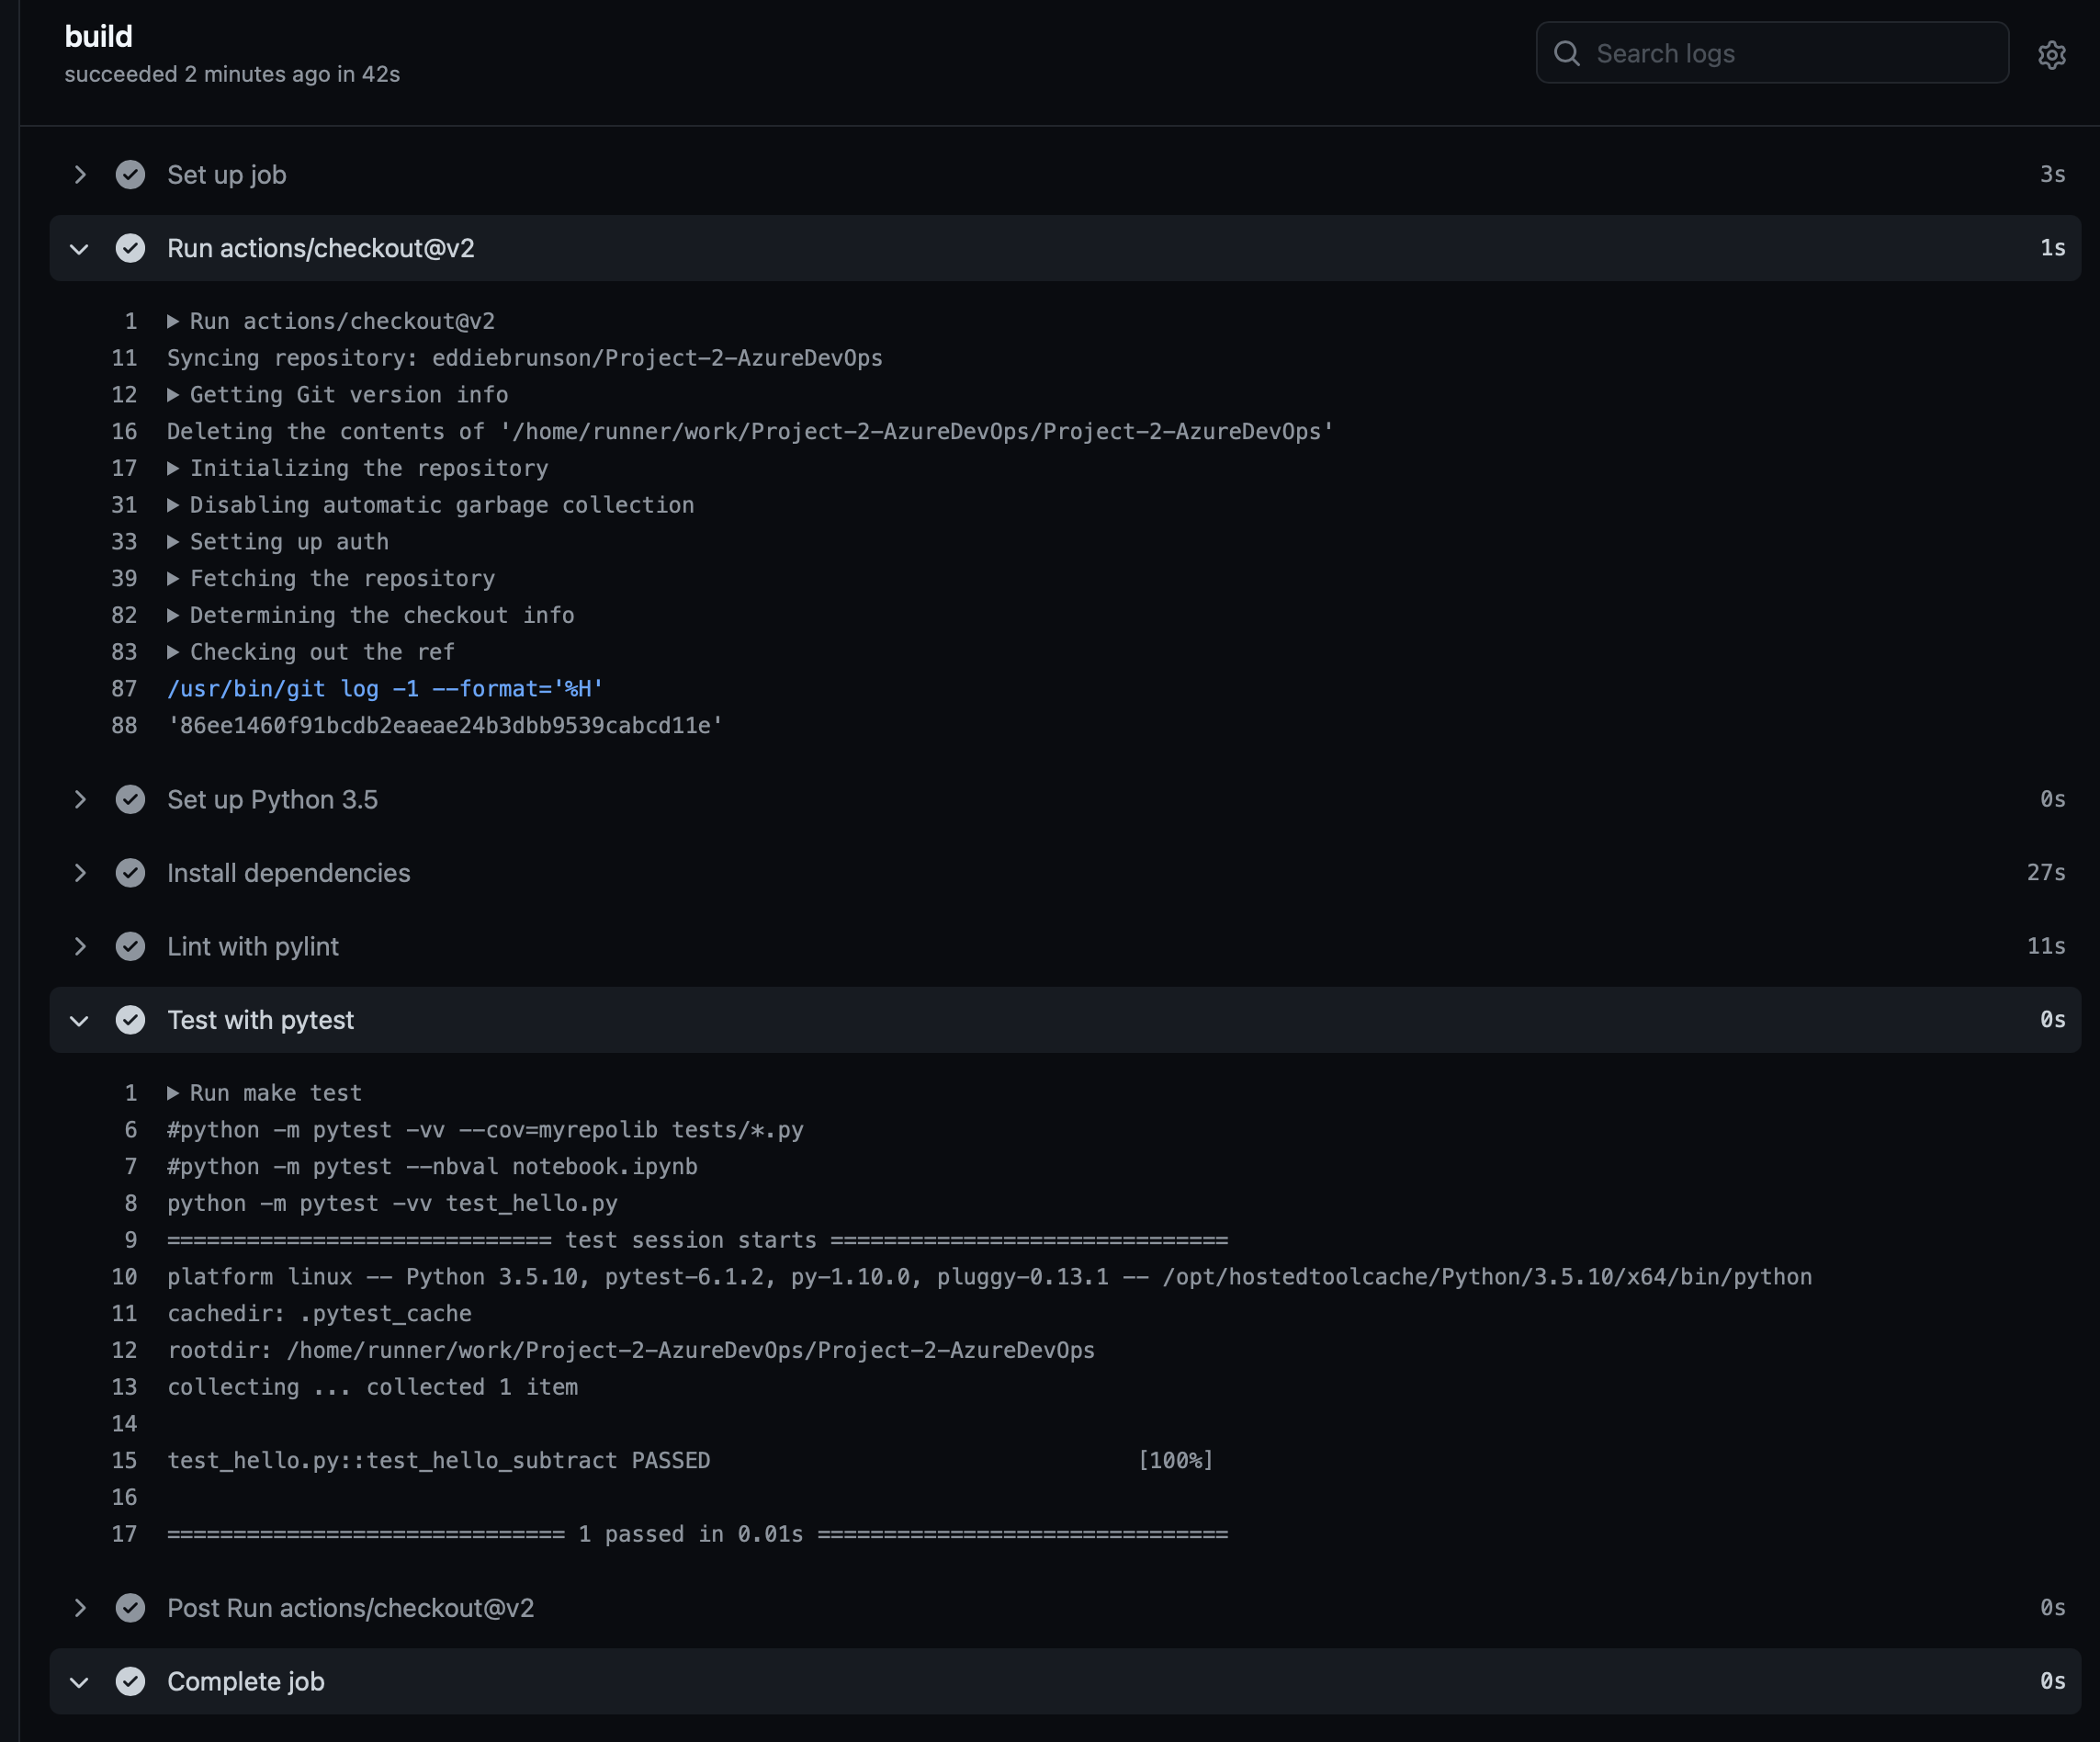 build
succeeded 2 minutes ago in 42s
Search logs
Set up job 3s
Run actions/checkout@v2 1s
1 ▶ Run actions/checkout@v2
11 Syncing repository: eddiebrunson/Project-2-AzureDevOps
12 ▶ Getting Git version info
16 Deleting the contents of '/home/runner/work/Project-2-AzureDevOps/Project-2-AzureDevOps'
17 ▶ Initializing the repository
31 ▶ Disabling automatic garbage collection
33 ▶ Setting up auth
39 ▶ Fetching the repository
82 ▶ Determining the checkout info
83 ▶ Checking out the ref
87 /usr/bin/git log -1 --format='%H'
88 '86ee1460f91bcdb2eaeae24b3dbb9539cabcd11e'
Set up Python 3.5 0s
Install dependencies 27s
Lint with pylint 11s
Test with pytest 0s
1 ▶ Run make test
6 #python -m pytest -vv --cov=myrepolib tests/*.py
7 #python -m pytest --nbval notebook.ipynb
8 python -m pytest -vv test_hello.py
9 ============================= test session starts ==============================
10 platform linux -- Python 3.5.10, pytest-6.1.2, py-1.10.0, pluggy-0.13.1 -- /opt/hostedtoolcache/Python/3.5.10/x64/bin/python
11 cachedir: .pytest_cache
12 rootdir: /home/runner/work/Project-2-AzureDevOps/Project-2-AzureDevOps
13 collecting ... collected 1 item
14
15 test_hello.py::test_hello_subtract PASSED [100%]
16
17 ============================== 1 passed in 0.01s ===============================
Post Run actions/checkout@v2 0s
Complete job 0s